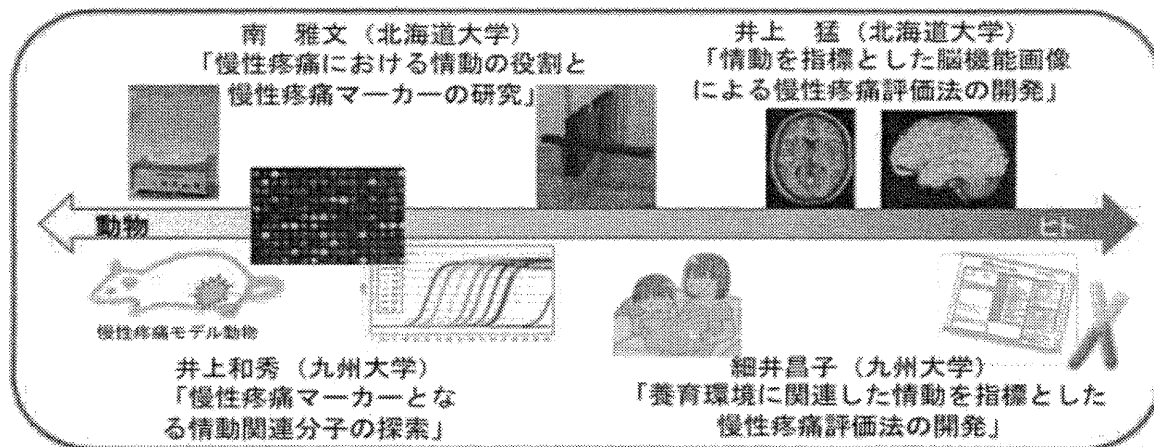 南 雅文（北海道大学）
「慢性疼痛における情動の役割と
慢性疼痛マーカーの研究」
井上 猛（北海道大学）
「情動を指標とした脳機能画像
による慢性疼痛評価法の開発」
動物
ヒト
慢性疼痛モデル動物
井上和秀（九州大学）
「慢性疼痛マーカーとな
る情動関連分子の探索」
細井昌子（九州大学）
「養育環境に関連した情動を指標とした
慢性疼痛評価法の開発」